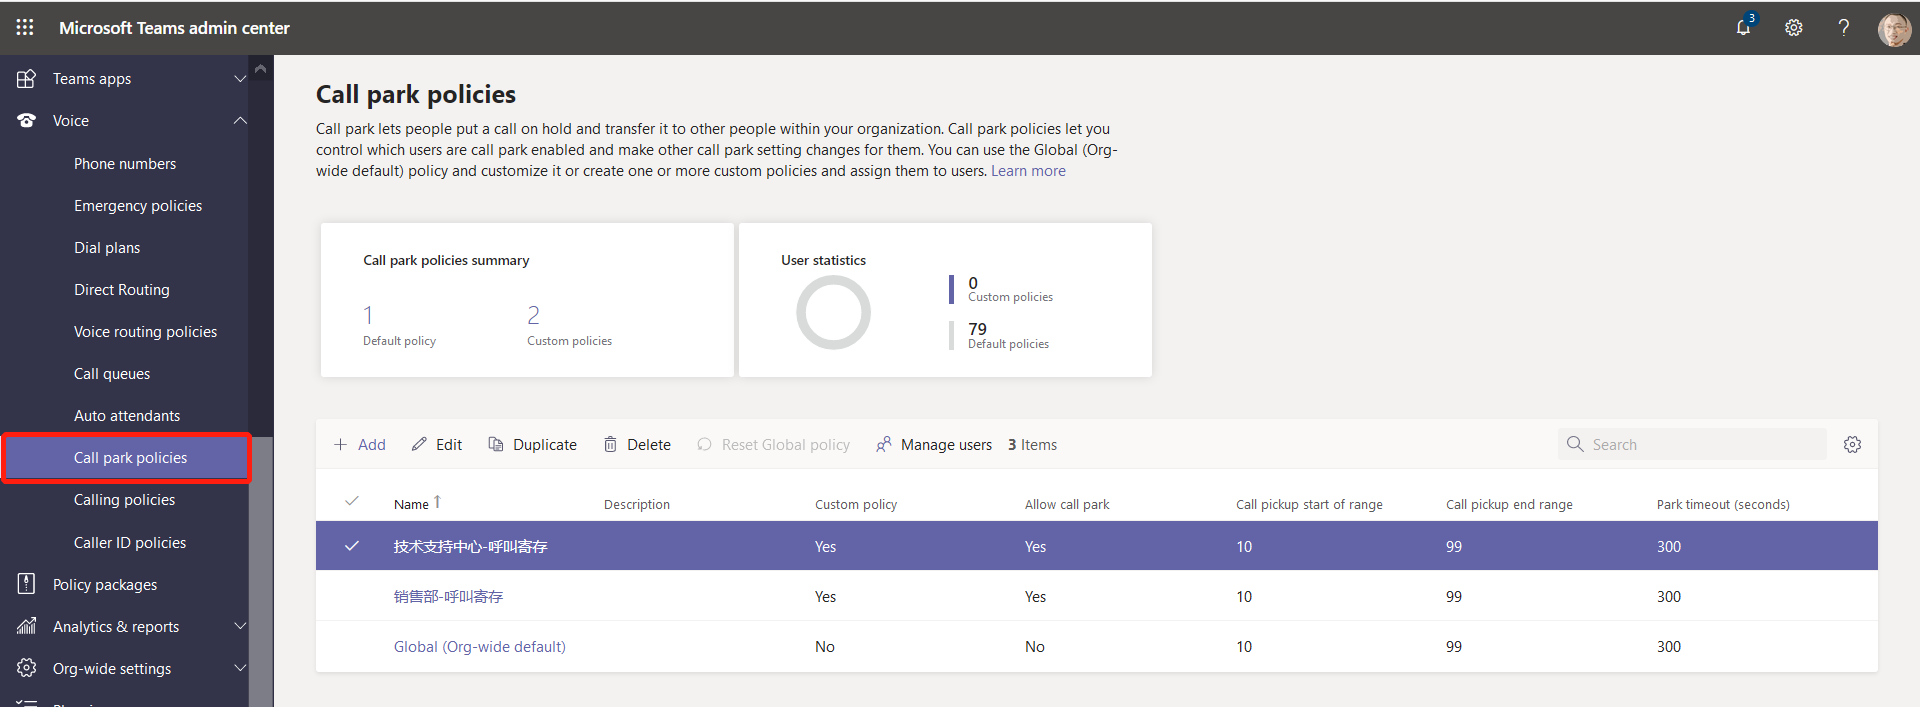 Microsoft Teams admin center
3
?
Teams apps
Voice
Phone numbers
Emergency policies
Dial plans
Direct Routing
Voice routing policies
Call queues
Auto attendants
Call park policies
Calling policies
Caller ID policies
Policy packages
Analytics & reports
Org-wide settings
Call park policies
Call park lets people put a call on hold and transfer it to other people within your organization. Call park policies let you
control which users are call park enabled and make other call park setting changes for them. You can use the Global (Org-
wide default) policy and customize it or create one or more custom policies and assign them to users. Learn more
Call park policies summary
1
Default policy
2
Custom policies
User statistics
0
Custom policies
79
Default policies
Add Edit Duplicate Delete Reset Global policy Manage users 3 Items Search
Name ↑ Description Custom policy Allow call park Call pickup start of range Call pickup end range Park timeout (seconds)
技术支持中心-呼叫寄存 Yes Yes 10 99 300
销售部-呼叫寄存 Yes Yes 10 99 300
Global (Org-wide default) No No 10 99 300